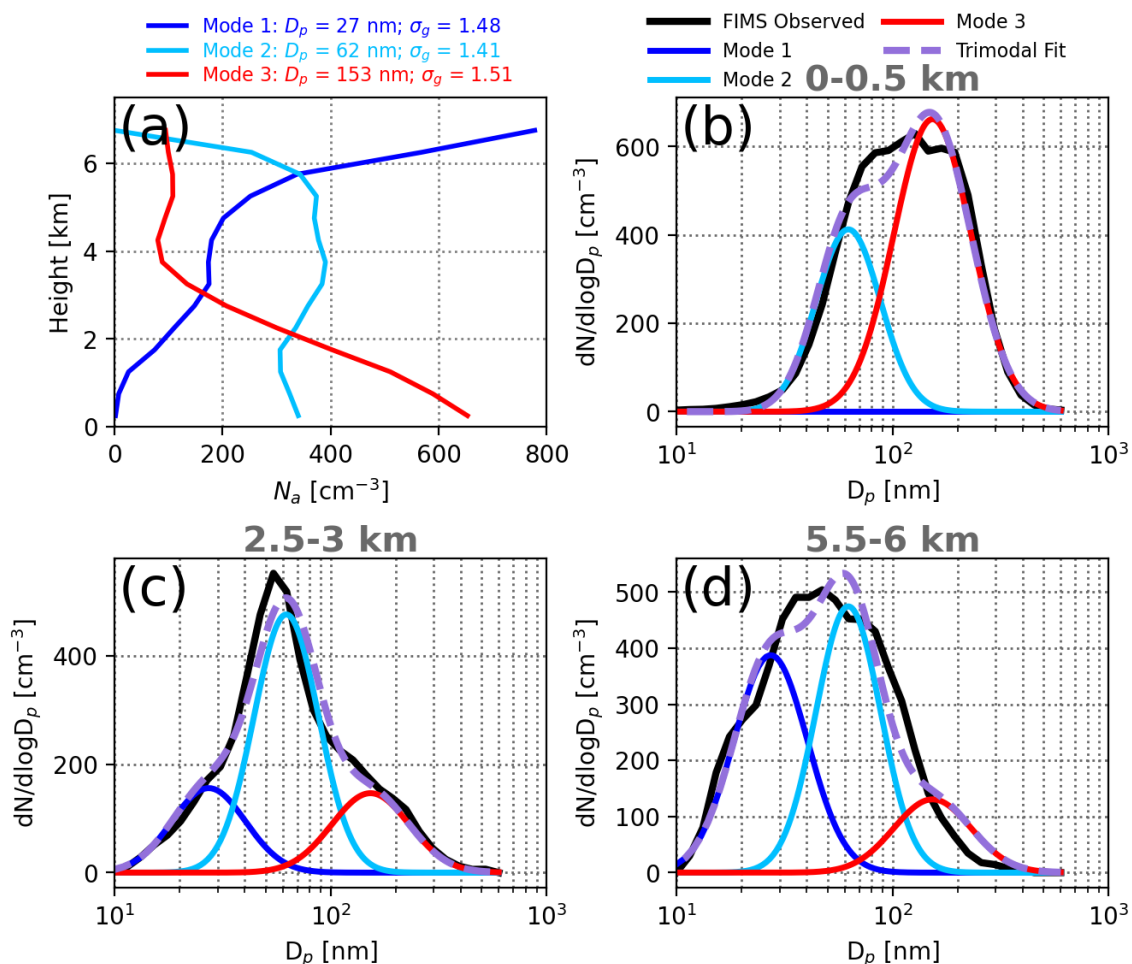 Mode 1: Dp = 27 nm; σg = 1.48
Mode 2: Dp = 62 nm; σg = 1.41
Mode 3: Dp = 153 nm; σg = 1.51
FIMS Observed
Mode 1
Mode 2
Mode 3
Trimodal Fit
(a)
Height [km]
6
4
2
0
0 200 400 600 800
Na [cm−3]
0-0.5 km
(b)
dN/dlogDp [cm−3]
600
400
200
0
10^1 10^2 10^3
Dp [nm]
2.5-3 km
(c)
dN/dlogDp [cm−3]
400
200
0
10^1 10^2 10^3
Dp [nm]
5.5-6 km
(d)
dN/dlogDp [cm−3]
500
400
300
200
100
0
10^1 10^2 10^3
Dp [nm]